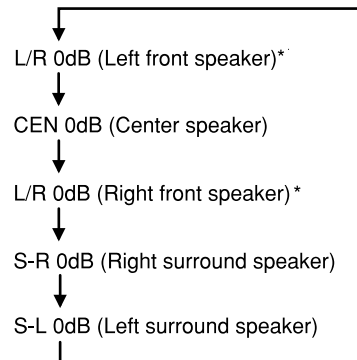 L/R 0dB (Left front speaker)*
CEN 0dB (Center speaker)
L/R 0dB (Right front speaker)*
S-R 0dB (Right surround speaker)
S-L 0dB (Left surround speaker)